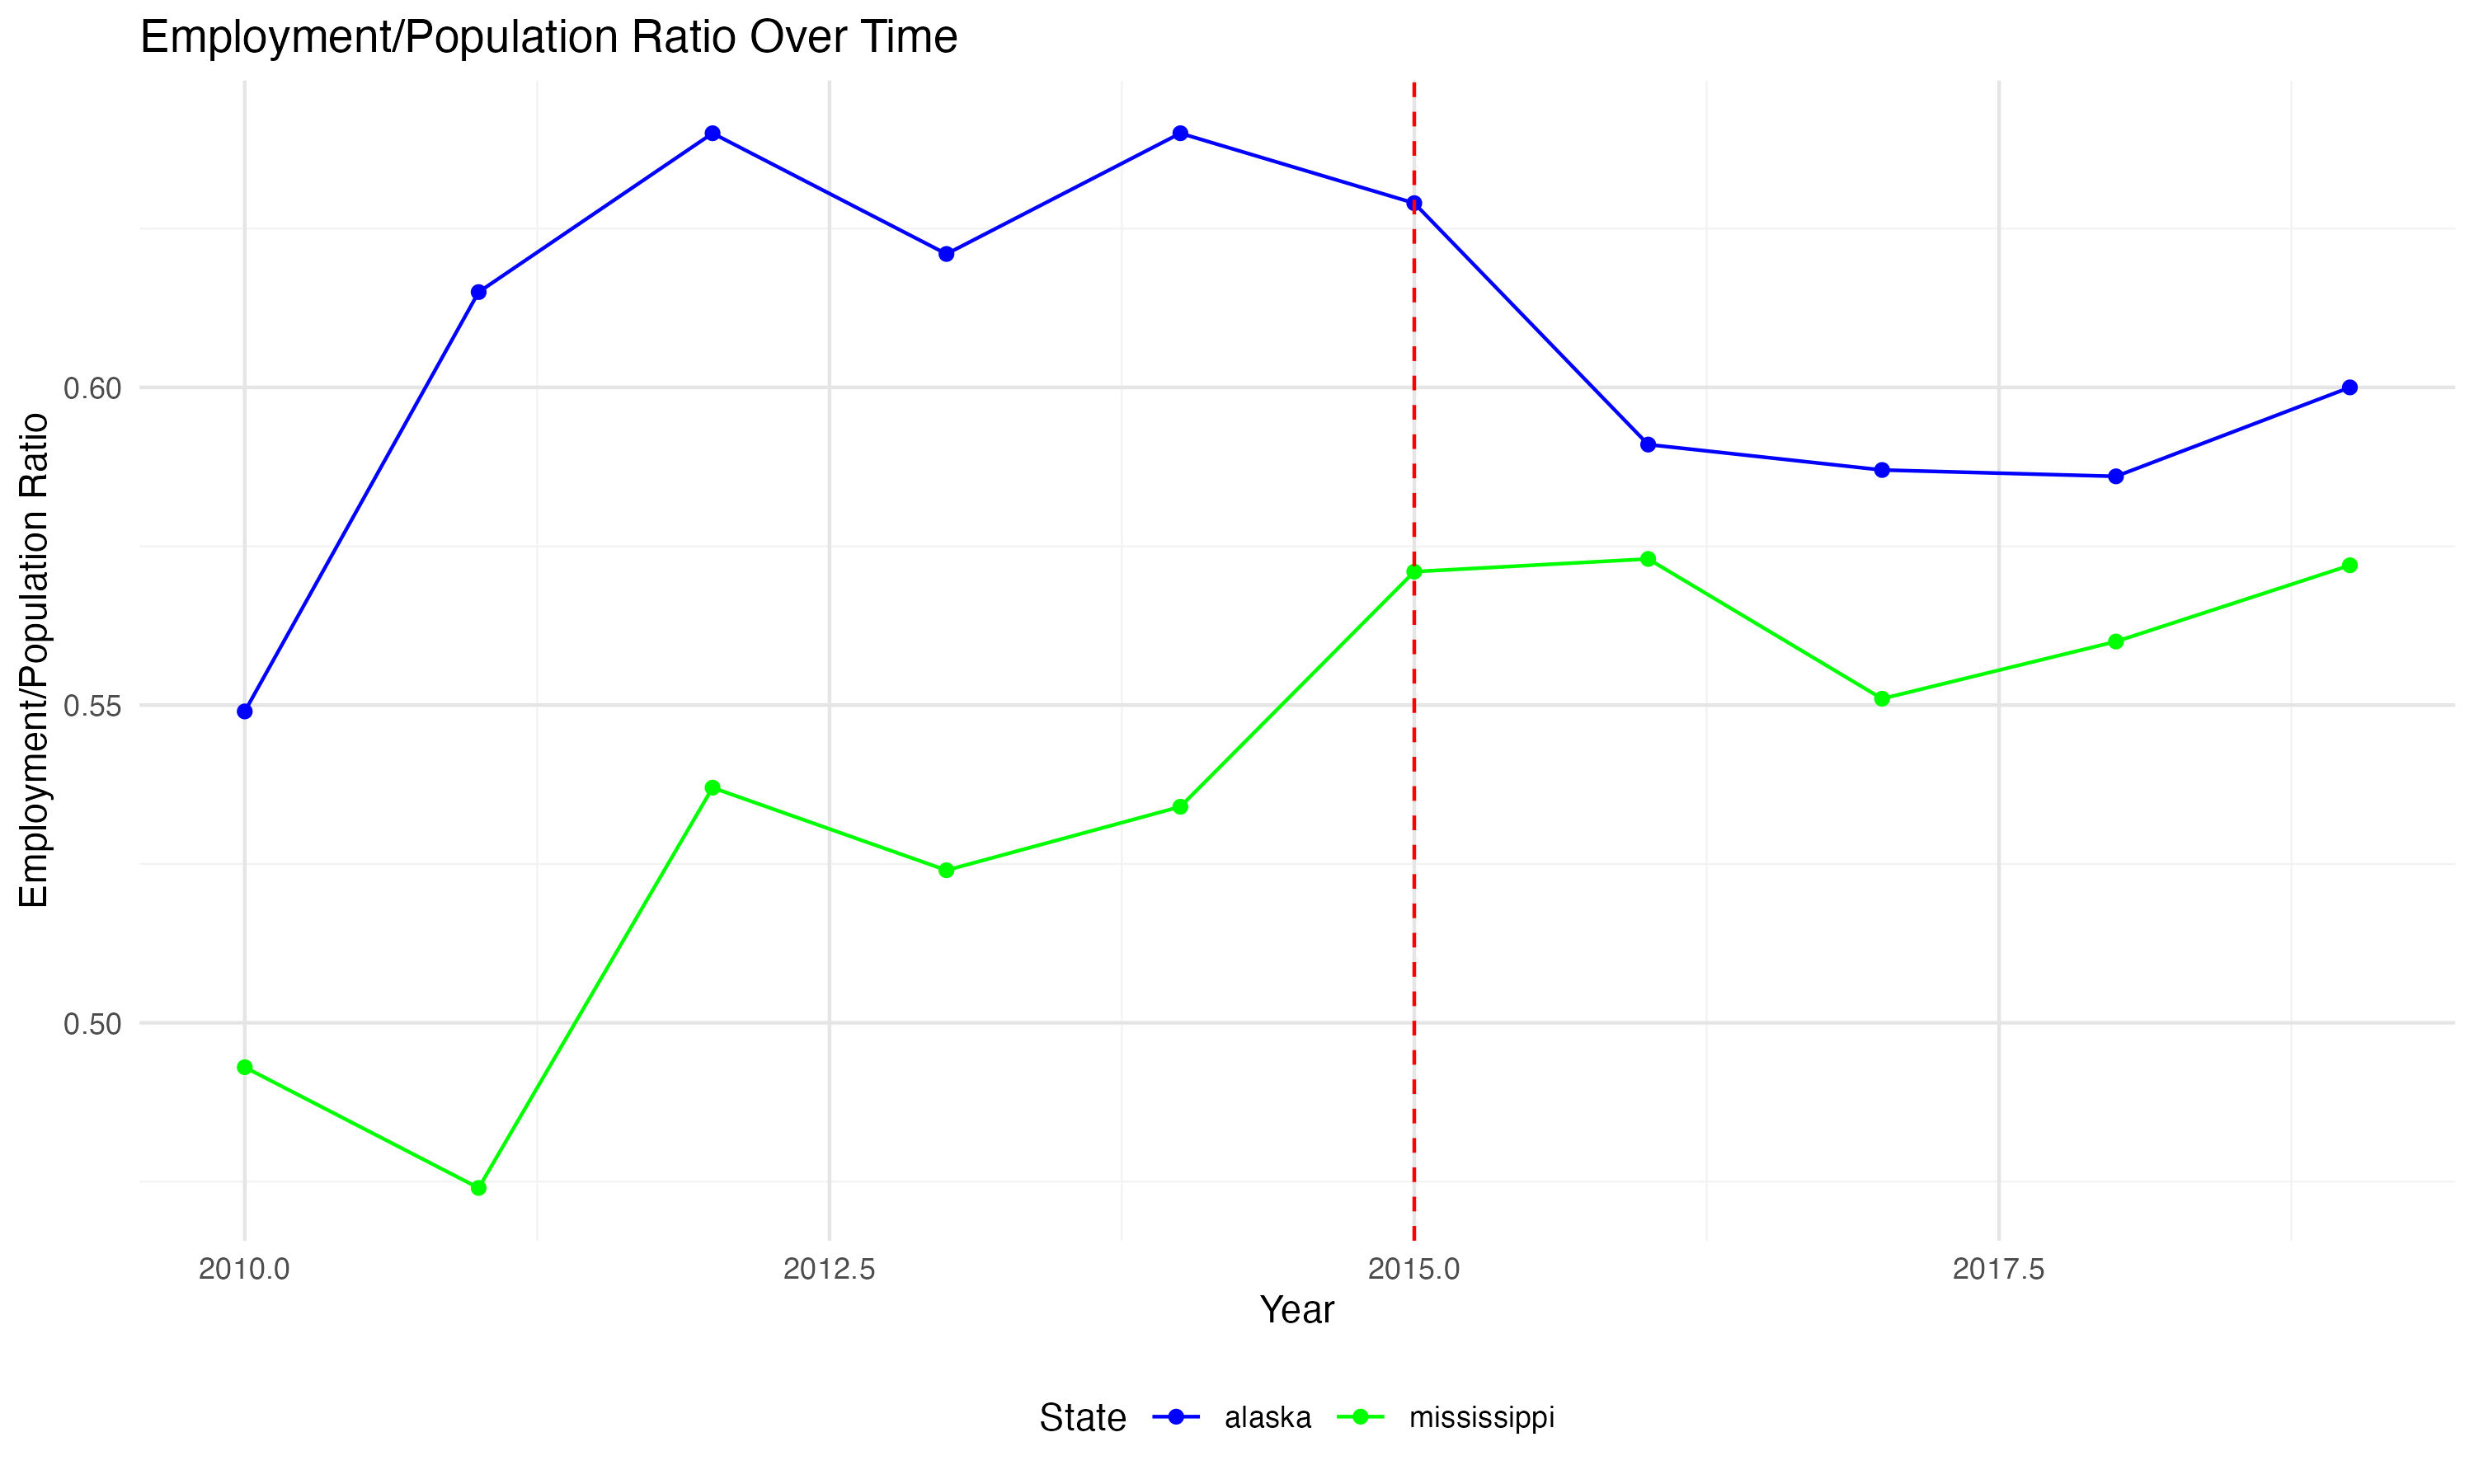 Employment/Population Ratio Over Time
Employment/Population Ratio
0.60
0.55
0.50
2010.0 2012.5 2015.0 2017.5
Year
State alaska mississippi